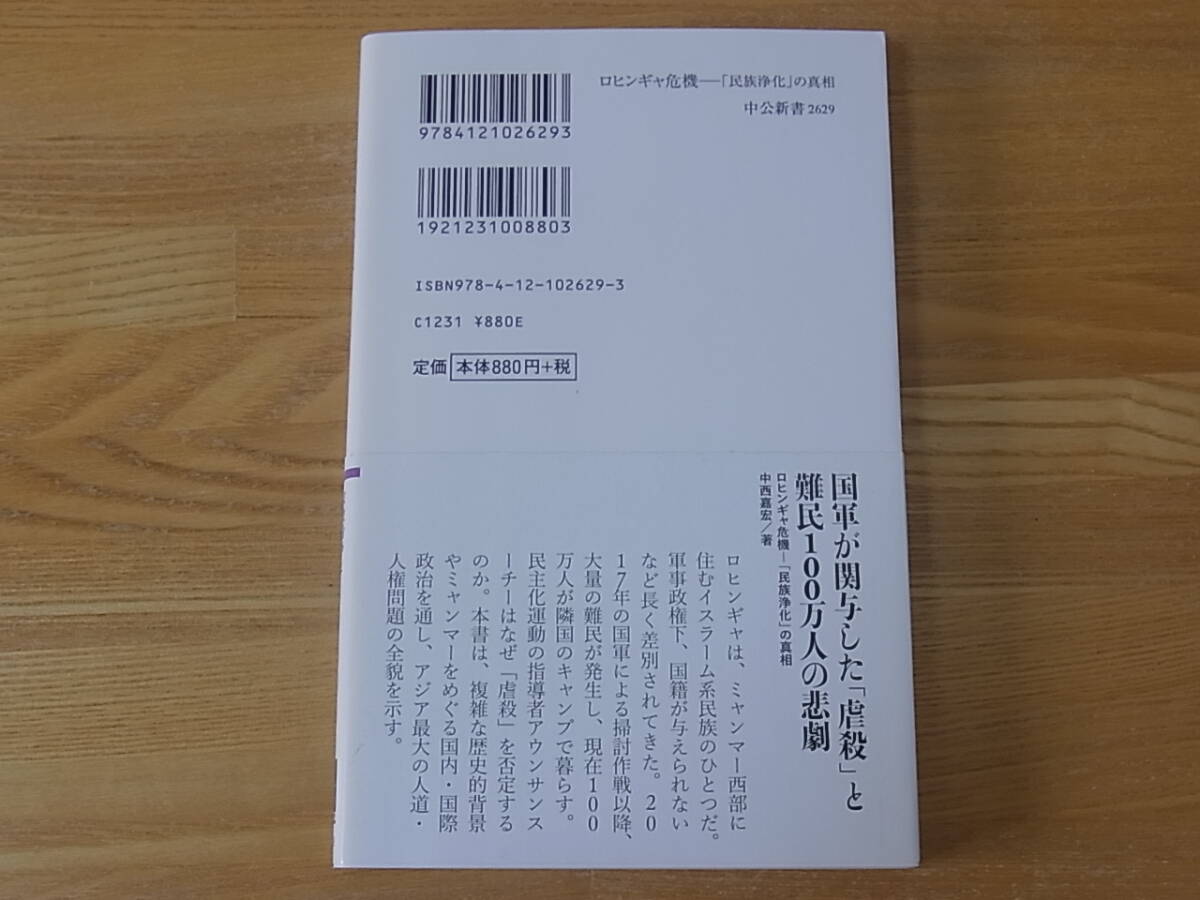 ロヒンギャ危機──「民族浄化」の真相
中公新書 2629
9784121026293
1921231008803
ISBN978-4-12-102629-3
C1231 ¥880E
定価 本体880円+税
国軍が関与した「虐殺」と
難民100万人の悲劇
ロヒンギャ危機─「民族浄化」の真相
中西嘉宏/著
ロヒンギャは、ミャンマー西部に
住むイスラーム系民族のひとつだ。
軍事政権下、国籍が与えられない
など長く差別されてきた。20
17年の国軍による掃討作戦以降、
大量の難民が発生し、現在100
万人が隣国のキャンプで暮らす。
民主化運動の指導者アウンサンス
ーチーはなぜ「虐殺」を否定する
のか。本書は、複雑な歴史的背景
やミャンマーをめぐる国内・国際
政治を通し、アジア最大の人道・
人権問題の全貌を示す。